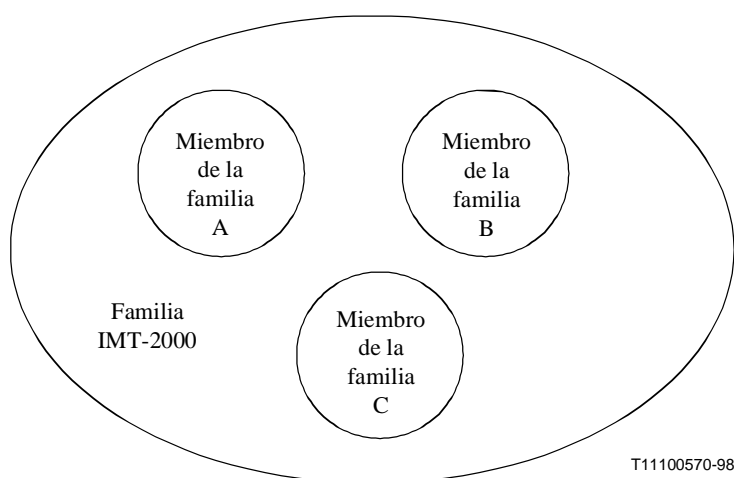 Miembro
de la
familia
A
Miembro
de la
familia
B
Familia
IMT-2000
Miembro
de la
familia
C
T11100570-98